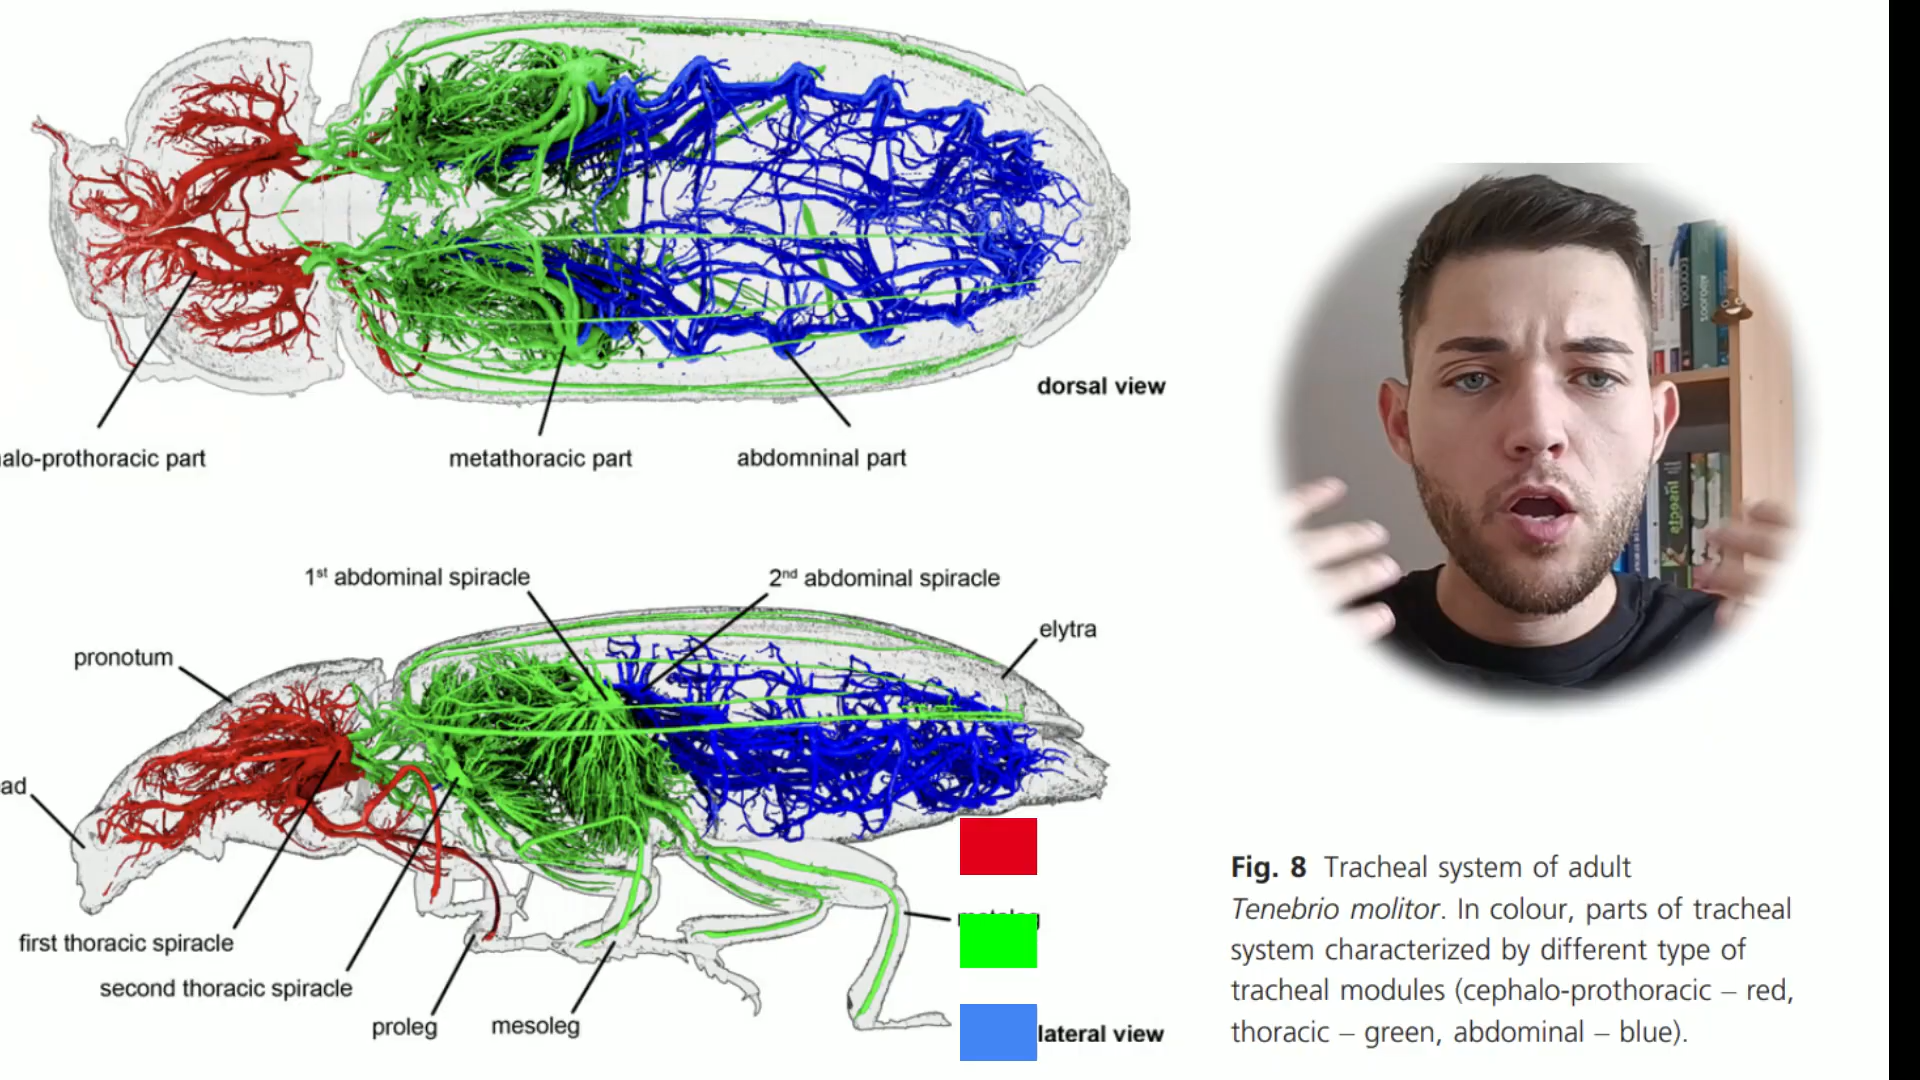 dorsal view
alo-prothoracic part
metathoracic part
abdomninal part
1st abdominal spiracle
2nd abdominal spiracle
elytra
pronotum
ad
first thoracic spiracle
second thoracic spiracle
proleg
mesoleg
lateral view
Fig. 8 Tracheal system of adult
Tenebrio molitor. In colour, parts of tracheal
system characterized by different type of
tracheal modules (cephalo-prothoracic – red,
thoracic – green, abdominal – blue).
Insects